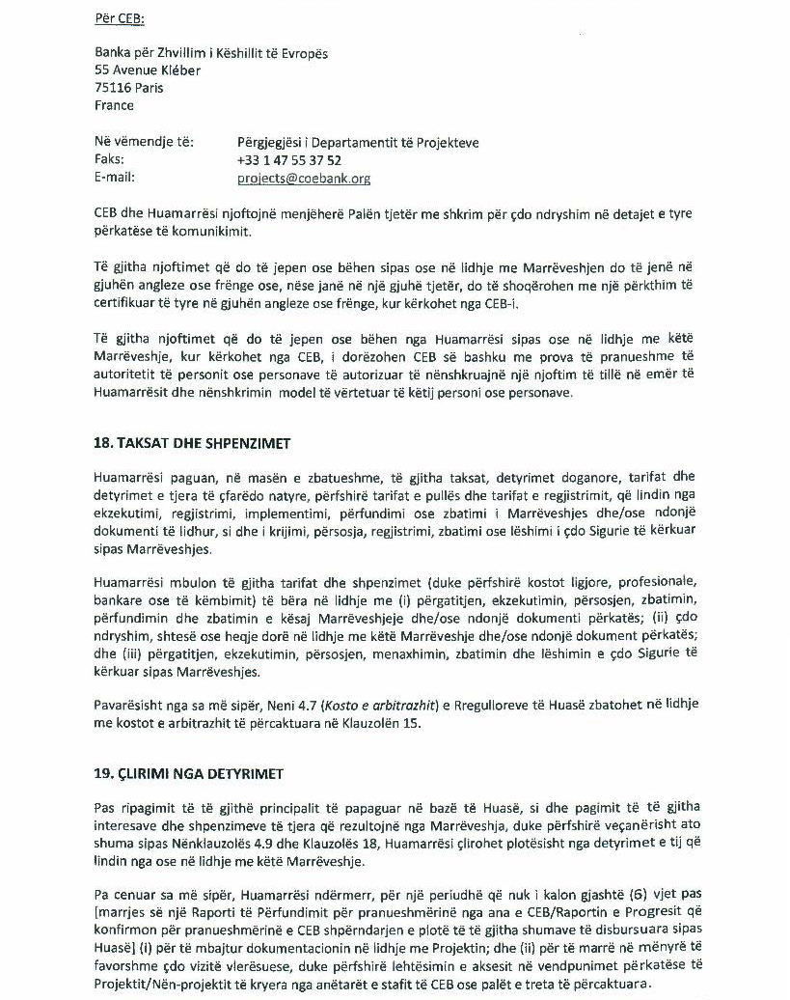 Për CEB:
Banka për Zhvillim i Këshillit të Evropës
55 Avenue Kléber
75116 Paris
France
Në vëmendje të: Përgjegjësi i Departamentit të Projekteve
Faks: +33 1 47 55 37 52
E-mail: projects@coebank.org
CEB dhe Huamarrësi njoftojnë menjëherë Palën tjetër me shkrim për çdo ndryshim në detajet e tyre
përkatëse të komunikimit.
Të gjitha njoftimet që do të jepen ose bëhen sipas ose në lidhje me Marrëveshjen do të jenë në
gjuhën angleze ose frënge ose, nëse janë në një gjuhë tjetër, do të shoqërohen me një përkthim të
certifikuar të tyre në gjuhën angleze ose frënge, kur kërkohet nga CEB-i.
Të gjitha njoftimet që do të jepen ose bëhen nga Huamarrësi sipas ose në lidhje me këtë
Marrëveshje, kur kërkohet nga CEB, i dorëzohen CEB së bashku me prova të pranueshme të
autoritetit të personit ose personave të autorizuar të nënshkruajnë një njoftim të tillë në emër të
Huamarrësit dhe nënshkrimin model të vërtetuar të këtij personi ose personave.
18. TAKSAT DHE SHPENZIMET
Huamarrësi paguan, në masën e zbatueshme, të gjitha taksat, detyrimet doganore, tarifat dhe
detyrimet e tjera të çfarëdo natyre, përfshirë tarifat e pullës dhe tarifat e regjistrimit, që lindin nga
ekzekutimi, regjistrimi, implementimi, përfundimi ose zbatimi i Marrëveshjes dhe/ose ndonjë
dokumenti të lidhur, si dhe i krijimi, përsosja, regjistrimi, zbatimi ose lëshimi i çdo Sigurie të kërkuar
sipas Marrëveshjes.
Huamarrësi mbulon të gjitha tarifat dhe shpenzimet (duke përfshirë kostot ligjore, profesionale,
bankare ose të këmbimit) të bëra në lidhje me (i) përgatitjen, ekzekutimin, përsosjen, zbatimin,
përfundimin dhe zbatimin e kësaj Marrëveshjeje dhe/ose ndonjë dokumenti përkatës; (ii) çdo
ndryshim, shtesë ose heqje dorë në lidhje me këtë Marrëveshje dhe/ose ndonjë dokument përkatës;
dhe (iii) përgatitjen, ekzekutimin, përsosjen, menaxhimin, zbatimin dhe lëshimin e çdo Sigurie të
kërkuar sipas Marrëveshjes.
Pavarësisht nga sa më sipër, Neni 4.7 (Kosto e arbitrazhit) e Rregulloreve të Huasë zbatohet në lidhje
me kostot e arbitrazhit të përcaktuara në Klauzolën 15.
19. ÇLIRIMI NGA DETYRIMET
Pas ripagimit të të gjithë principalit të papaguar në bazë të Huasë, si dhe pagimit të të gjitha
interesave dhe shpenzimeve të tjera që rezultojnë nga Marrëveshja, duke përfshirë veçanërisht ato
shuma sipas Nënklauzolës 4.9 dhe Klauzolës 18, Huamarrësi çlirohet plotësisht nga detyrimet e tij që
lindin nga ose në lidhje me këtë Marrëveshje.
Pa cenuar sa më sipër, Huamarrësi ndërmerr, për një periudhë që nuk i kalon gjashtë (6) vjet pas
[marrjes së një Raporti të Përfundimit për pranueshmërinë nga ana e CEB/Raportin e Progresit që
konfirmon për pranueshmërinë e CEB shpërndarjen e plotë të të gjitha shumave të disbursuara sipas
Huasë] (i) për të mbajtur dokumentacionin në lidhje me Projektin; dhe (ii) për të marrë në mënyrë të
favorshme çdo vizitë vlerësuese, duke përfshirë lehtësimin e aksesit në vendpunimet përkatëse të
Projektit/Nën-projektit të kryera nga anëtarët e stafit të CEB ose palët e treta të përcaktuara.